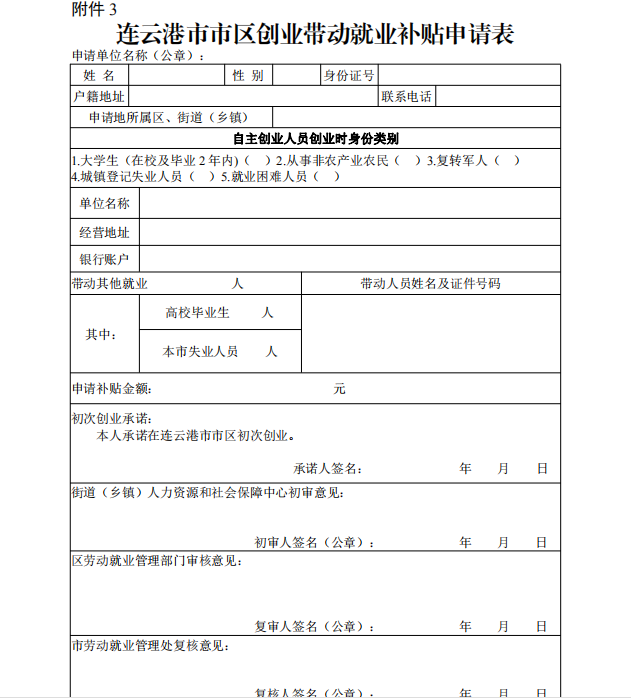 附件 3
连云港市市区创业带动就业补贴申请表
申请单位名称（公章）:
姓 名 性 别 身份证号
户籍地址 联系电话
申请地所属区、街道（乡镇）
自主创业人员创业时身份类别
1.大学生（在校及毕业 2 年内)（ ）2.从事非农产业农民（ ）3.复转军人（ ）
4.城镇登记失业人员（ ）5.就业困难人员（ ）
单位名称
经营地址
银行账户
带动其他就业 人 带动人员姓名及证件号码
其中:
高校毕业生 人
本市失业人员 人
申请补贴金额: 元
初次创业承诺:
本人承诺在连云港市市区初次创业。
承诺人签名: 年 月 日
街道（乡镇）人力资源和社会保障中心初审意见:
初审人签名（公章）: 年 月 日
区劳动就业管理部门审核意见:
复审人签名（公章）: 年 月 日
市劳动就业管理处复核意见:
复核人签名（公章）: 年 月 日